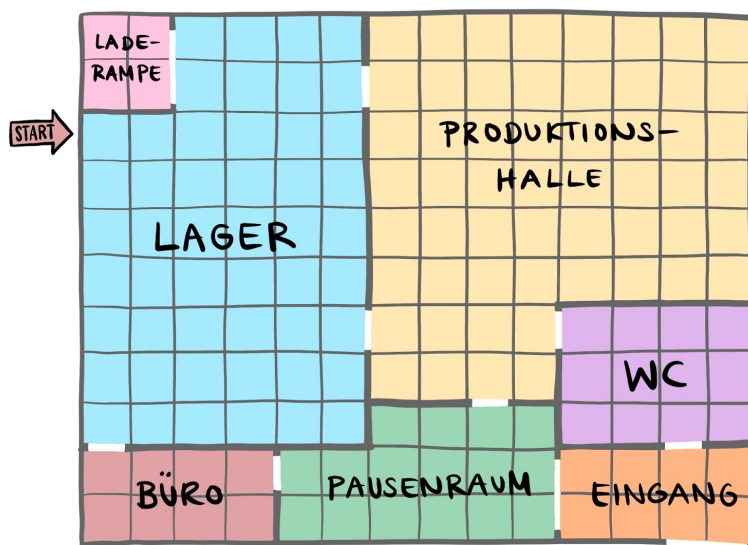 LADE-
RAMPE
START
PRODUKTIONS-
HALLE
LAGER
WC
BÜRO
PAUSENRAUM
EINGANG